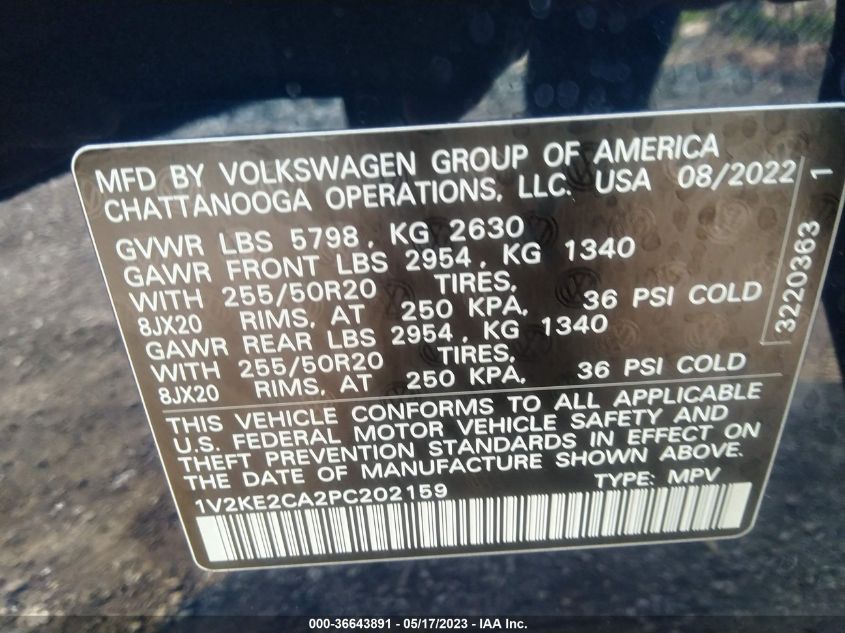 MFD BY VOLKSWAGEN GROUP OF AMERICA
CHATTANOOGA OPERATIONS, LLC. USA 08/2022
GVWR LBS 5798, KG 2630
GAWR FRONT LBS 2954, KG 1340
WITH 255/50R20 TIRES,
8JX20 RIMS, AT 250 KPA, 36 PSI COLD
GAWR REAR LBS 2954, KG 1340
WITH 255/50R20 TIRES,
8JX20 RIMS, AT 250 KPA, 36 PSI COLD
3220363 1
THIS VEHICLE CONFORMS TO ALL APPLICABLE
U.S. FEDERAL MOTOR VEHICLE SAFETY AND
THEFT PREVENTION STANDARDS IN EFFECT ON
THE DATE OF MANUFACTURE SHOWN ABOVE.
1V2KE2CA2PC202159 TYPE: MPV
000-36643891 - 05/17/2023 - IAA Inc.